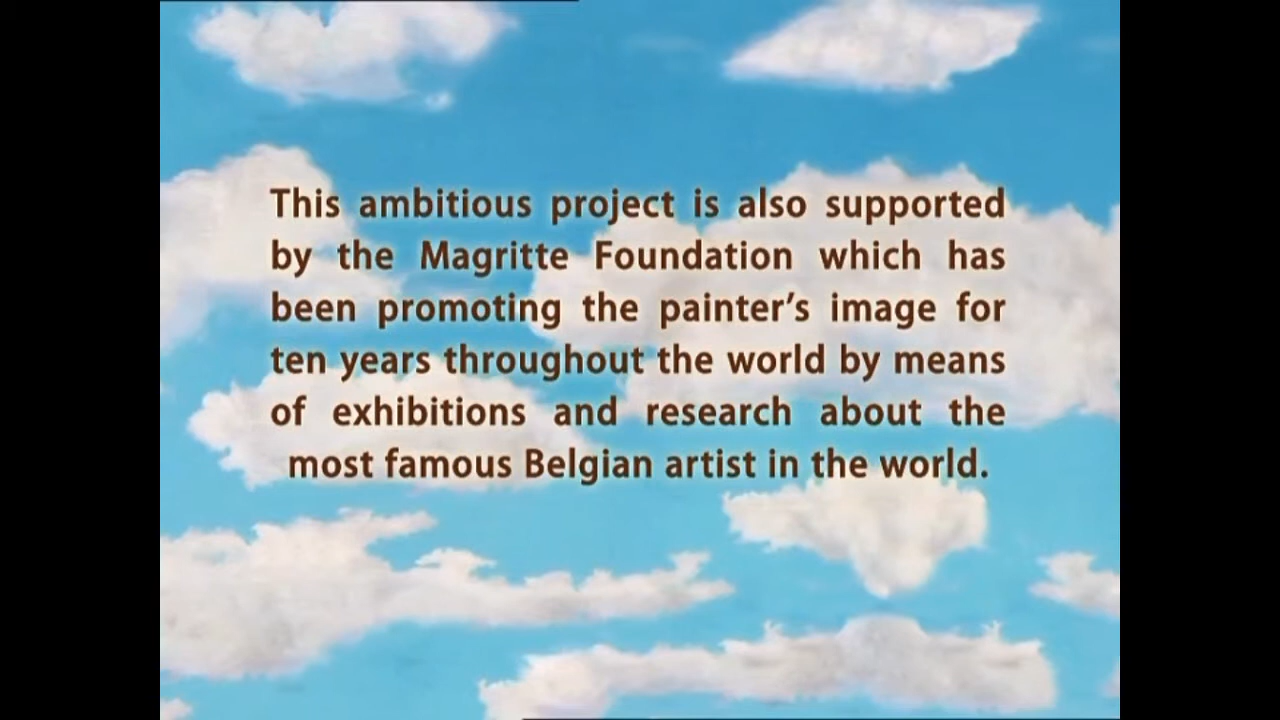 This ambitious project is also supported
by the Magritte Foundation which has
been promoting the painter’s image for
ten years throughout the world by means
of exhibitions and research about the
most famous Belgian artist in the world.